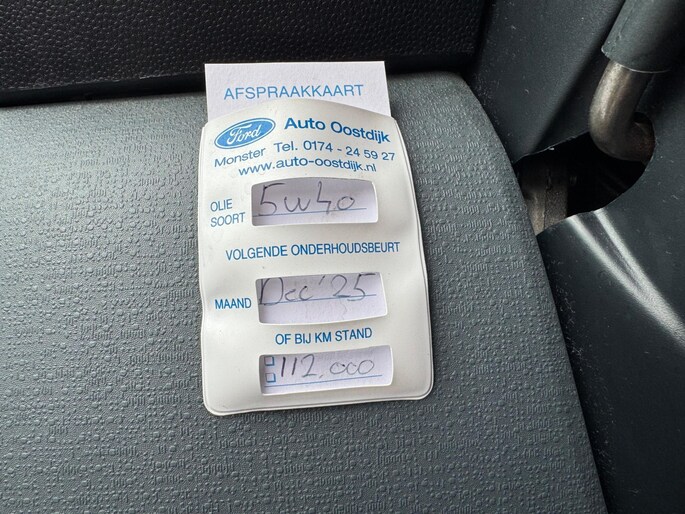 AFSPRAAKKAART
Ford Auto Oostdijk
Monster Tel. 0174 - 24 59 27
www.auto-oostdijk.nl
OLIE SOORT 5w40
VOLGENDE ONDERHOUDSBEURT
MAAND Dec '25
OF BIJ KM STAND
112.000